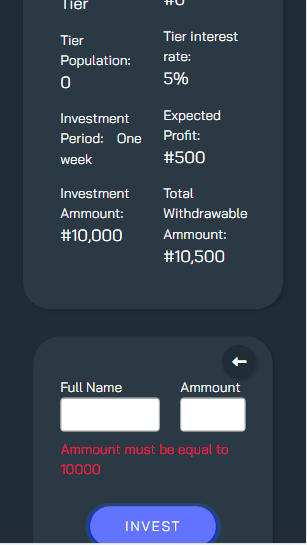 Tier
#0
Tier
Population:
0
Tier interest
rate:
5%
Investment
Period: One
week
Expected
Profit:
#500
Investment
Ammount:
#10,000
Total
Withdrawable
Ammount:
#10,500
Full Name
Ammount
Ammount must be equal to
10000
INVEST